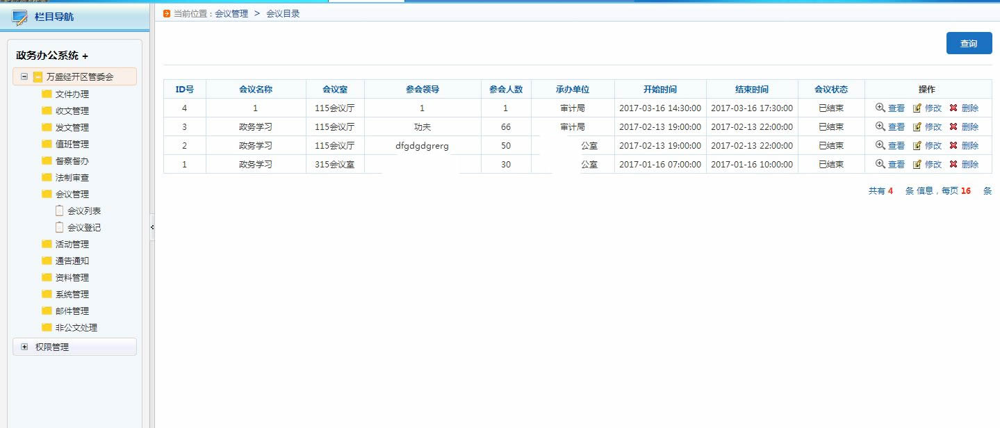 栏目导航
当前位置：会议管理 > 会议目录
政务办公系统 +
万盛经开区管委会
文件办理
收文管理
发文管理
值班管理
督察督办
法制审查
会议管理
会议列表
会议登记
活动管理
通告通知
资料管理
系统管理
邮件管理
非公文处理
权限管理
查询
ID号 会议名称 会议室 参会领导 参会人数 承办单位 开始时间 结束时间 会议状态 操作
4 1 115会议厅 1 1 审计局 2017-03-16 14:30:00 2017-03-16 17:30:00 已结束 查看 修改 删除
3 政务学习 115会议厅 功夫 66 审计局 2017-02-13 19:00:00 2017-02-13 22:00:00 已结束 查看 修改 删除
2 政务学习 115会议厅 dfgdgdgrerg 50 公室 2017-02-13 19:00:00 2017-02-13 22:00:00 已结束 查看 修改 删除
1 政务学习 315会议室 30 公室 2017-01-16 07:00:00 2017-01-16 10:00:00 已结束 查看 修改 删除
共有 4 条 信息，每页 16 条